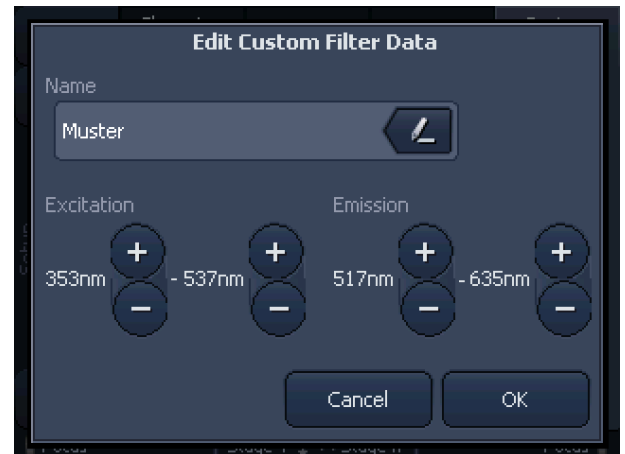 Edit Custom Filter Data
Name
Muster
Excitation
Emission
353nm - 537nm
517nm - 635nm
Cancel
OK